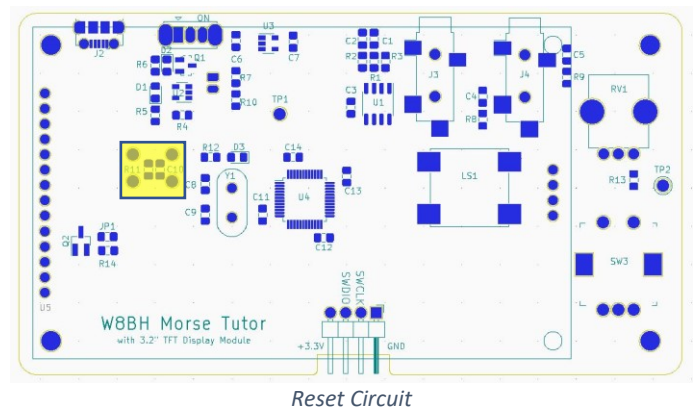 ON
J2
D2
Q1
U3
R6
C6
C7
C2
C1
R2
R3
R1
J3
J4
C5
R9
RV1
D1
R7
R10
R5
R4
TP1
C3
U1
C4
R8
R11
C10
R12
D3
C14
Y1
C8
C9
C11
U4
C13
C12
LS1
R13
TP2
Q2
JP1
R14
SW3
U5
SWDIO
SWCLK
W8BH Morse Tutor
with 3.2" TFT Display Module
+3.3V
GND
Reset Circuit